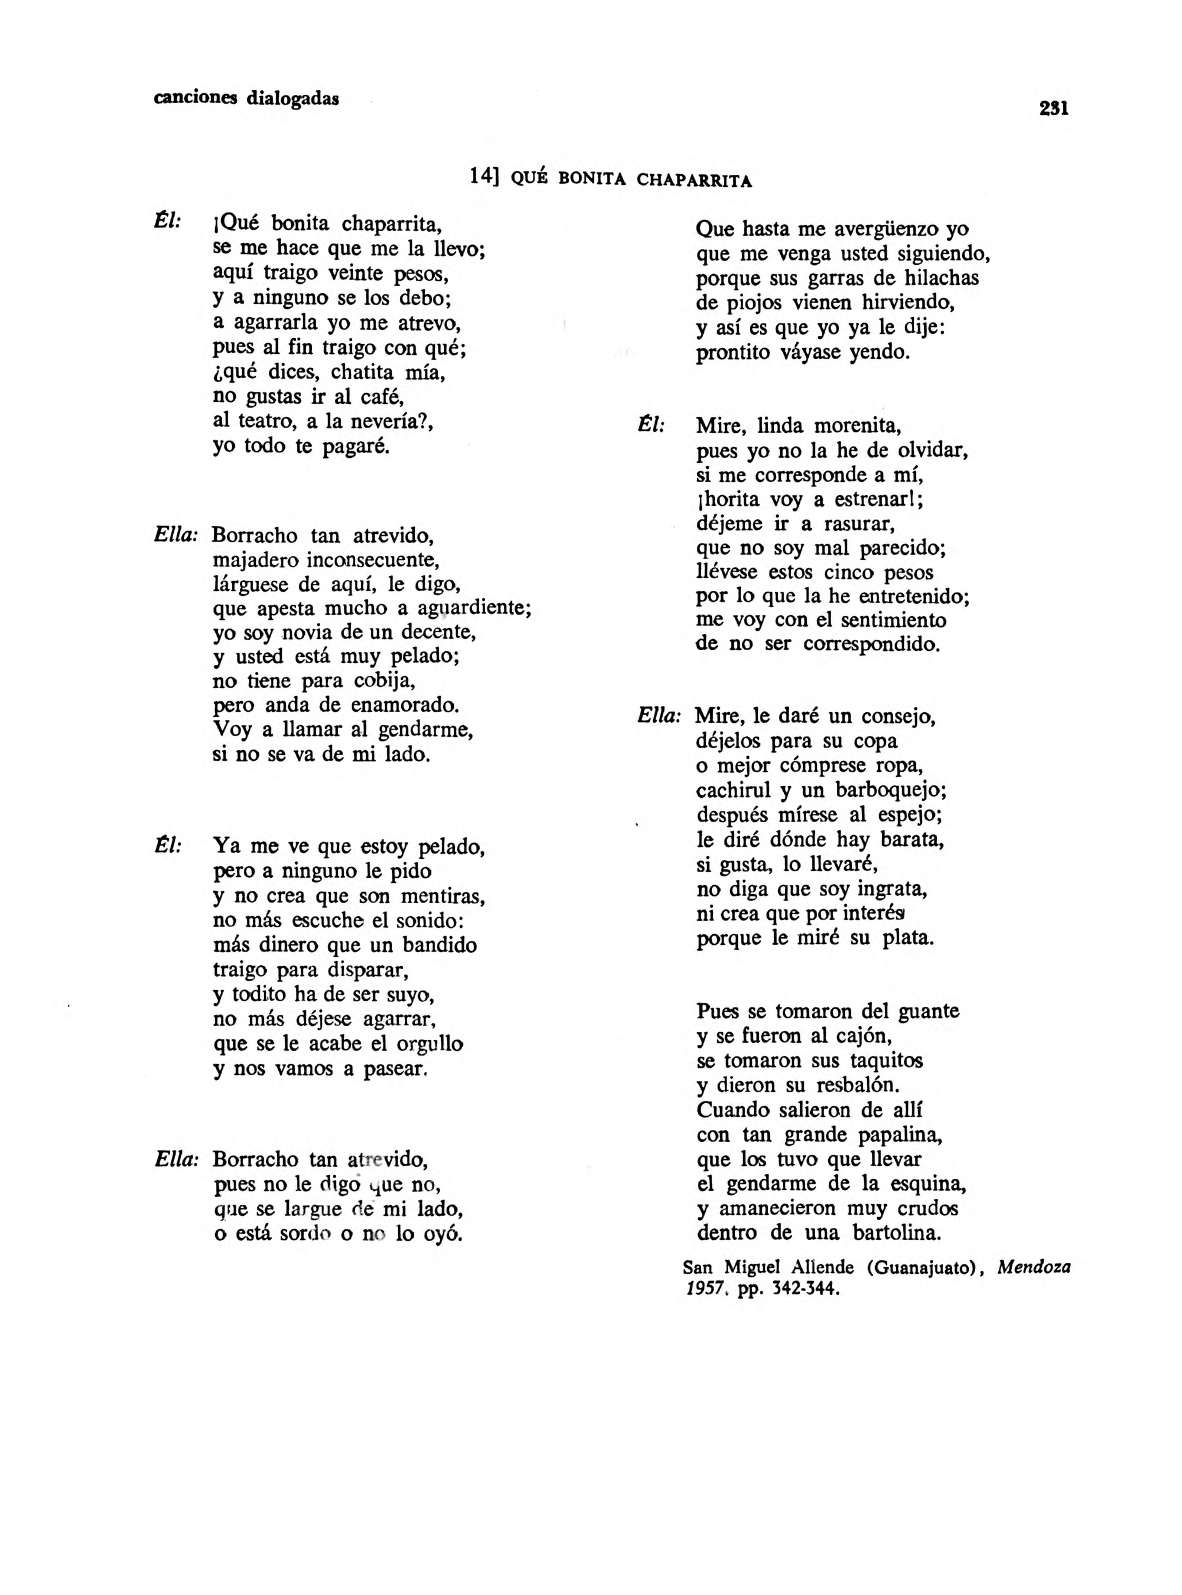 canciones dialogadas
231
14] QUÉ BONITA CHAPARRITA
Él: ¡Qué bonita chaparrita,
se me hace que me la llevo;
aquí traigo veinte pesos,
y a ninguno se los debo;
a agarrarla yo me atrevo,
pues al fin traigo con qué;
¿qué dices, chatita mía,
no gustas ir al café,
al teatro, a la nevería?,
yo todo te pagaré.
Ella: Borracho tan atrevido,
majadero inconsecuente,
lárguese de aquí, le digo,
que apesta mucho a aguardiente;
yo soy novia de un decente,
y usted está muy pelado;
no tiene para cobija,
pero anda de enamorado.
Voy a llamar al gendarme,
si no se va de mi lado.
Él: Ya me ve que estoy pelado,
pero a ninguno le pido
y no crea que son mentiras,
no más escuche el sonido:
más dinero que un bandido
traigo para disparar,
y todito ha de ser suyo,
no más déjese agarrar,
que se le acabe el orgullo
y nos vamos a pasear.
Ella: Borracho tan atrevido,
pues no le digo que no,
que se largue de mi lado,
o está sordo o no lo oyó.
Que hasta me avergüenzo yo
que me venga usted siguiendo,
porque sus garras de hilachas
de piojos vienen hirviendo,
y así es que yo ya le dije:
prontito váyase yendo.
Él: Mire, linda morenita,
pues yo no la he de olvidar,
si me corresponde a mí,
¡horita voy a estrenar!;
déjeme ir a rasurar,
que no soy mal parecido;
llévese estos cinco pesos
por lo que la he entretenido;
me voy con el sentimiento
de no ser correspondido.
Ella: Mire, le daré un consejo,
déjelos para su copa
o mejor cómprese ropa,
cachirul y un barboquejo;
después mírese al espejo;
le diré dónde hay barata,
si gusta, lo llevaré,
no diga que soy ingrata,
ni crea que por interés
porque le miré su plata.
Pues se tomaron del guante
y se fueron al cajón,
se tomaron sus taquitos
y dieron su resbalón.
Cuando salieron de allí
con tan grande papalina,
que los tuvo que llevar
el gendarme de la esquina,
y amanecieron muy crudos
dentro de una bartolina.
San Miguel Allende (Guanajuato), Mendoza
1957, pp. 342-344.